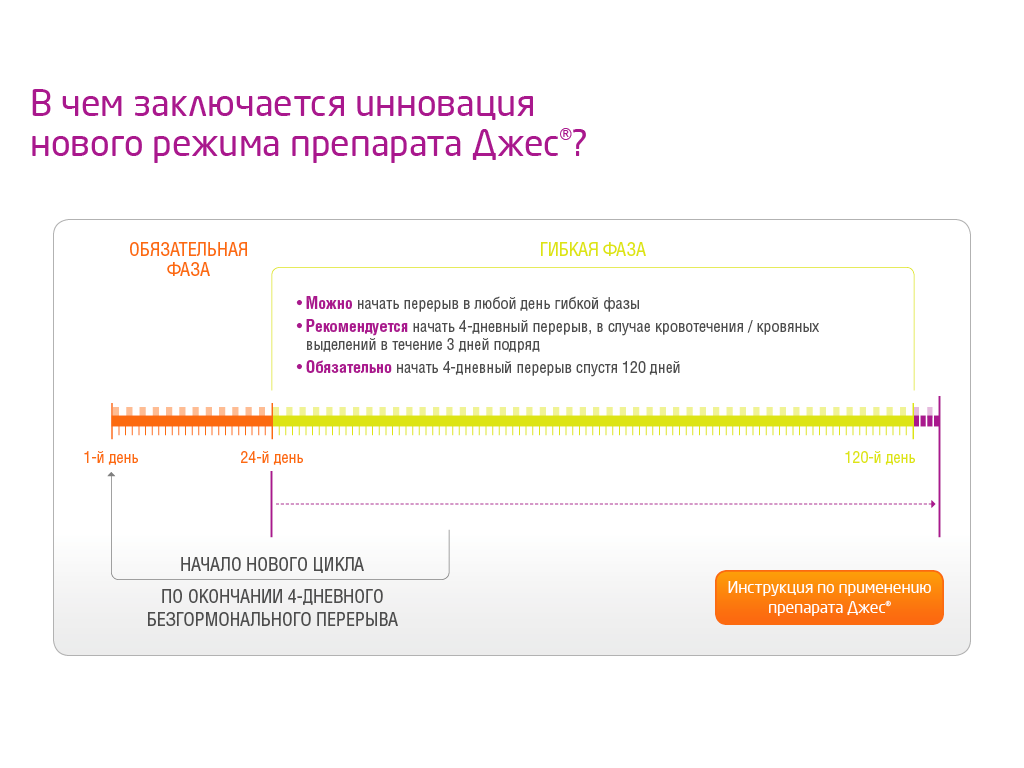 В чем заключается инновация
нового режима препарата Джес®?
ОБЯЗАТЕЛЬНАЯ
ФАЗА
ГИБКАЯ ФАЗА
• Можно начать перерыв в любой день гибкой фазы
• Рекомендуется начать 4-дневный перерыв, в случае кровотечения / кровяных
выделений в течение 3 дней подряд
• Обязательно начать 4-дневный перерыв спустя 120 дней
1-й день
24-й день
120-й день
НАЧАЛО НОВОГО ЦИКЛА
ПО ОКОНЧАНИИ 4-ДНЕВНОГО
БЕЗГОРМОНАЛЬНОГО ПЕРЕРЫВА
Инструкция по применению
препарата Джес®